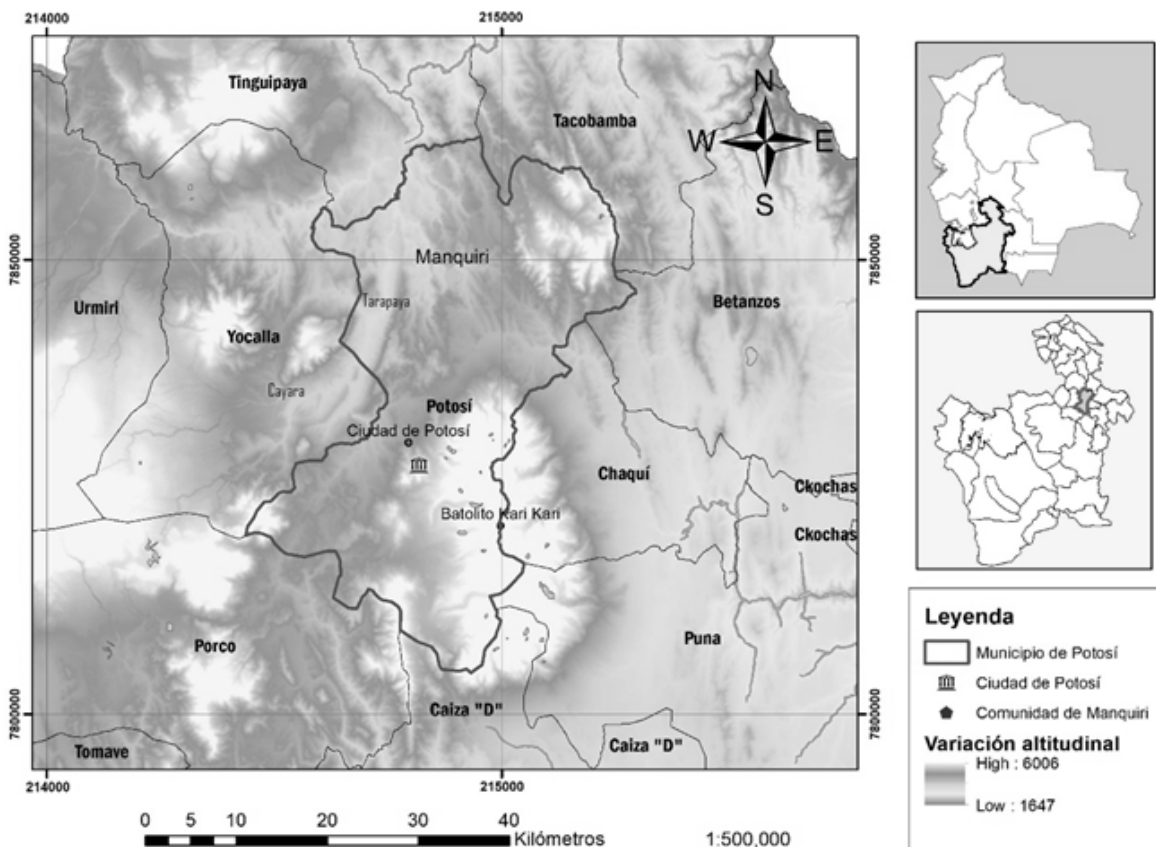 214000
215000
Tinguipaya
Tacobamba
N
W E
S
Manquiri
7850000
7850000
Tarapaya
Betanzos
Urmiri
Yocalla
Cayara
Potosí
Ciudad de Potosí
Chaquí
Ckochas
Batolito Kari Kari
Ckochas
Porco
Puna
Caiza "D"
7800000
7800000
Tomave
Caiza "D"
214000
215000
0 5 10 20 30 40
Kilómetros
1:500,000
Leyenda
Municipio de Potosí
Ciudad de Potosí
Comunidad de Manquiri
Variación altitudinal
High : 6006
Low : 1647